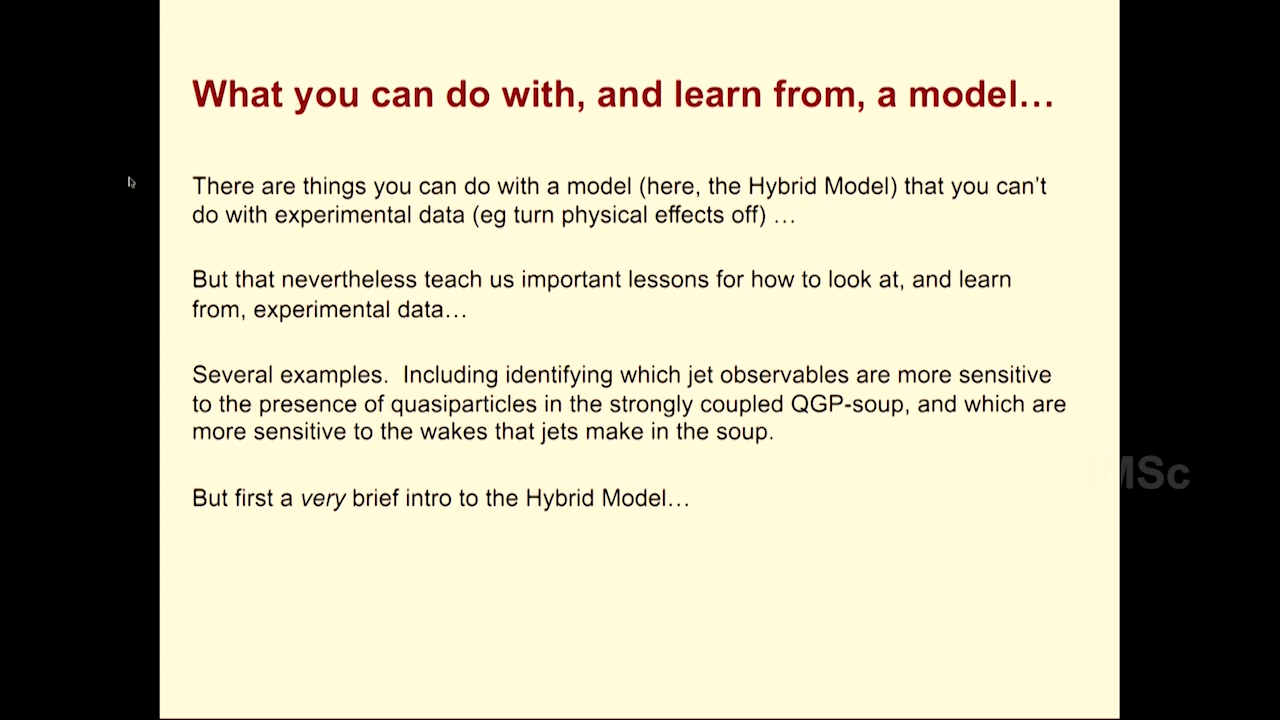 What you can do with, and learn from, a model…
There are things you can do with a model (here, the Hybrid Model) that you can't
do with experimental data (eg turn physical effects off) …
But that nevertheless teach us important lessons for how to look at, and learn
from, experimental data…
Several examples.  Including identifying which jet observables are more sensitive
to the presence of quasiparticles in the strongly coupled QGP-soup, and which are
more sensitive to the wakes that jets make in the soup.
But first a very brief intro to the Hybrid Model…
IMSc